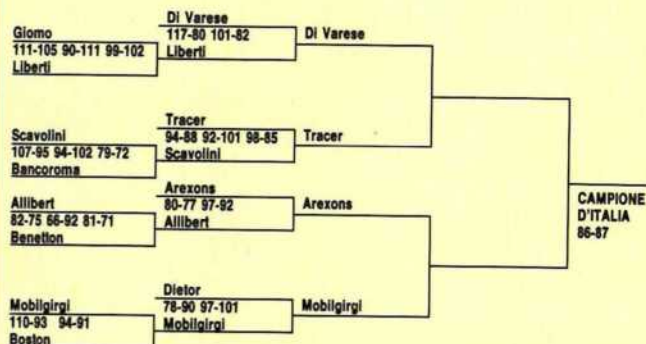 Giomo
111-105 90-111 99-102
Liberti
Di Varese
117-80 101-82
Liberti
Di Varese
Scavolini
107-95 94-102 79-72
Bancoroma
Tracer
94-88 92-101 98-85
Scavolini
Tracer
Allibert
82-75 66-92 81-71
Benetton
Arexons
80-77 97-92
Allibert
Arexons
Mobilgirgi
110-93 94-91
Boston
Dietor
78-90 97-101
Mobilgirgi
Mobilgirgi
CAMPIONE
D'ITALIA
86-87